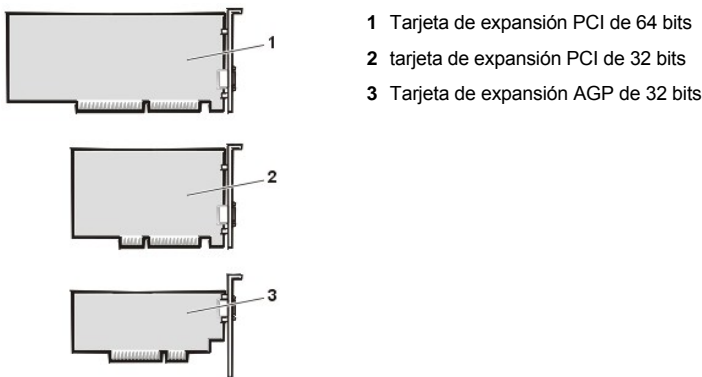 1
2
3
1 Tarjeta de expansión PCI de 64 bits
2 tarjeta de expansión PCI de 32 bits
3 Tarjeta de expansión AGP de 32 bits